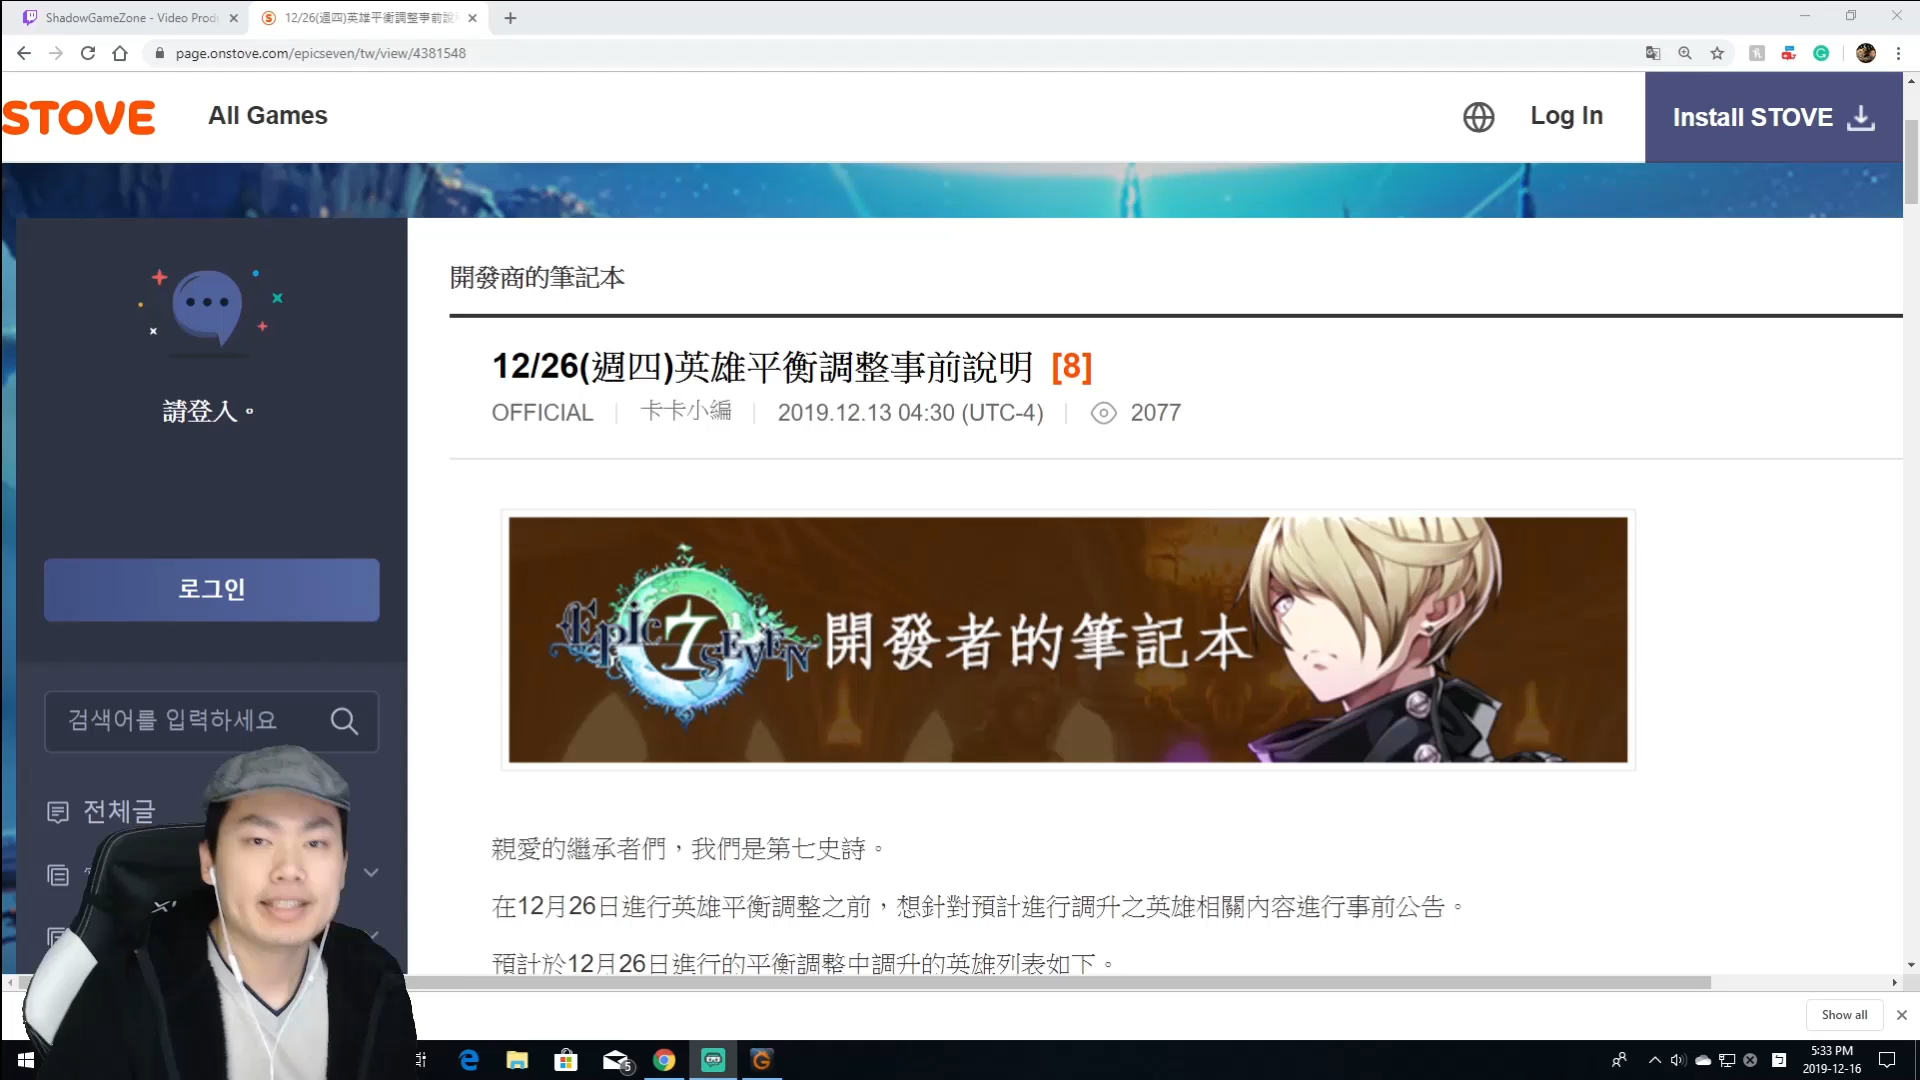 ShadowGameZone - Video Prod
12/26(週四)英雄平衡調整事前說
page.onstove.com/epicseven/tw/view/4381548
STOVE
All Games
Log In
Install STOVE
請登入。
로그인
검색어를 입력하세요
전체글
開發商的筆記本
12/26(週四)英雄平衡調整事前說明 [8]
OFFICIAL | 卡卡小編 | 2019.12.13 04:30 (UTC-4) | 2077
Epic 7 Seven 開發者的筆記本
親愛的繼承者們，我們是第七史詩。
在12月26日進行英雄平衡調整之前，想針對預計進行調升之英雄相關內容進行事前公告。
預計於12月26日進行的平衡調整中調升的英雄列表如下。
Show all
5
5:33 PM
2019-12-16